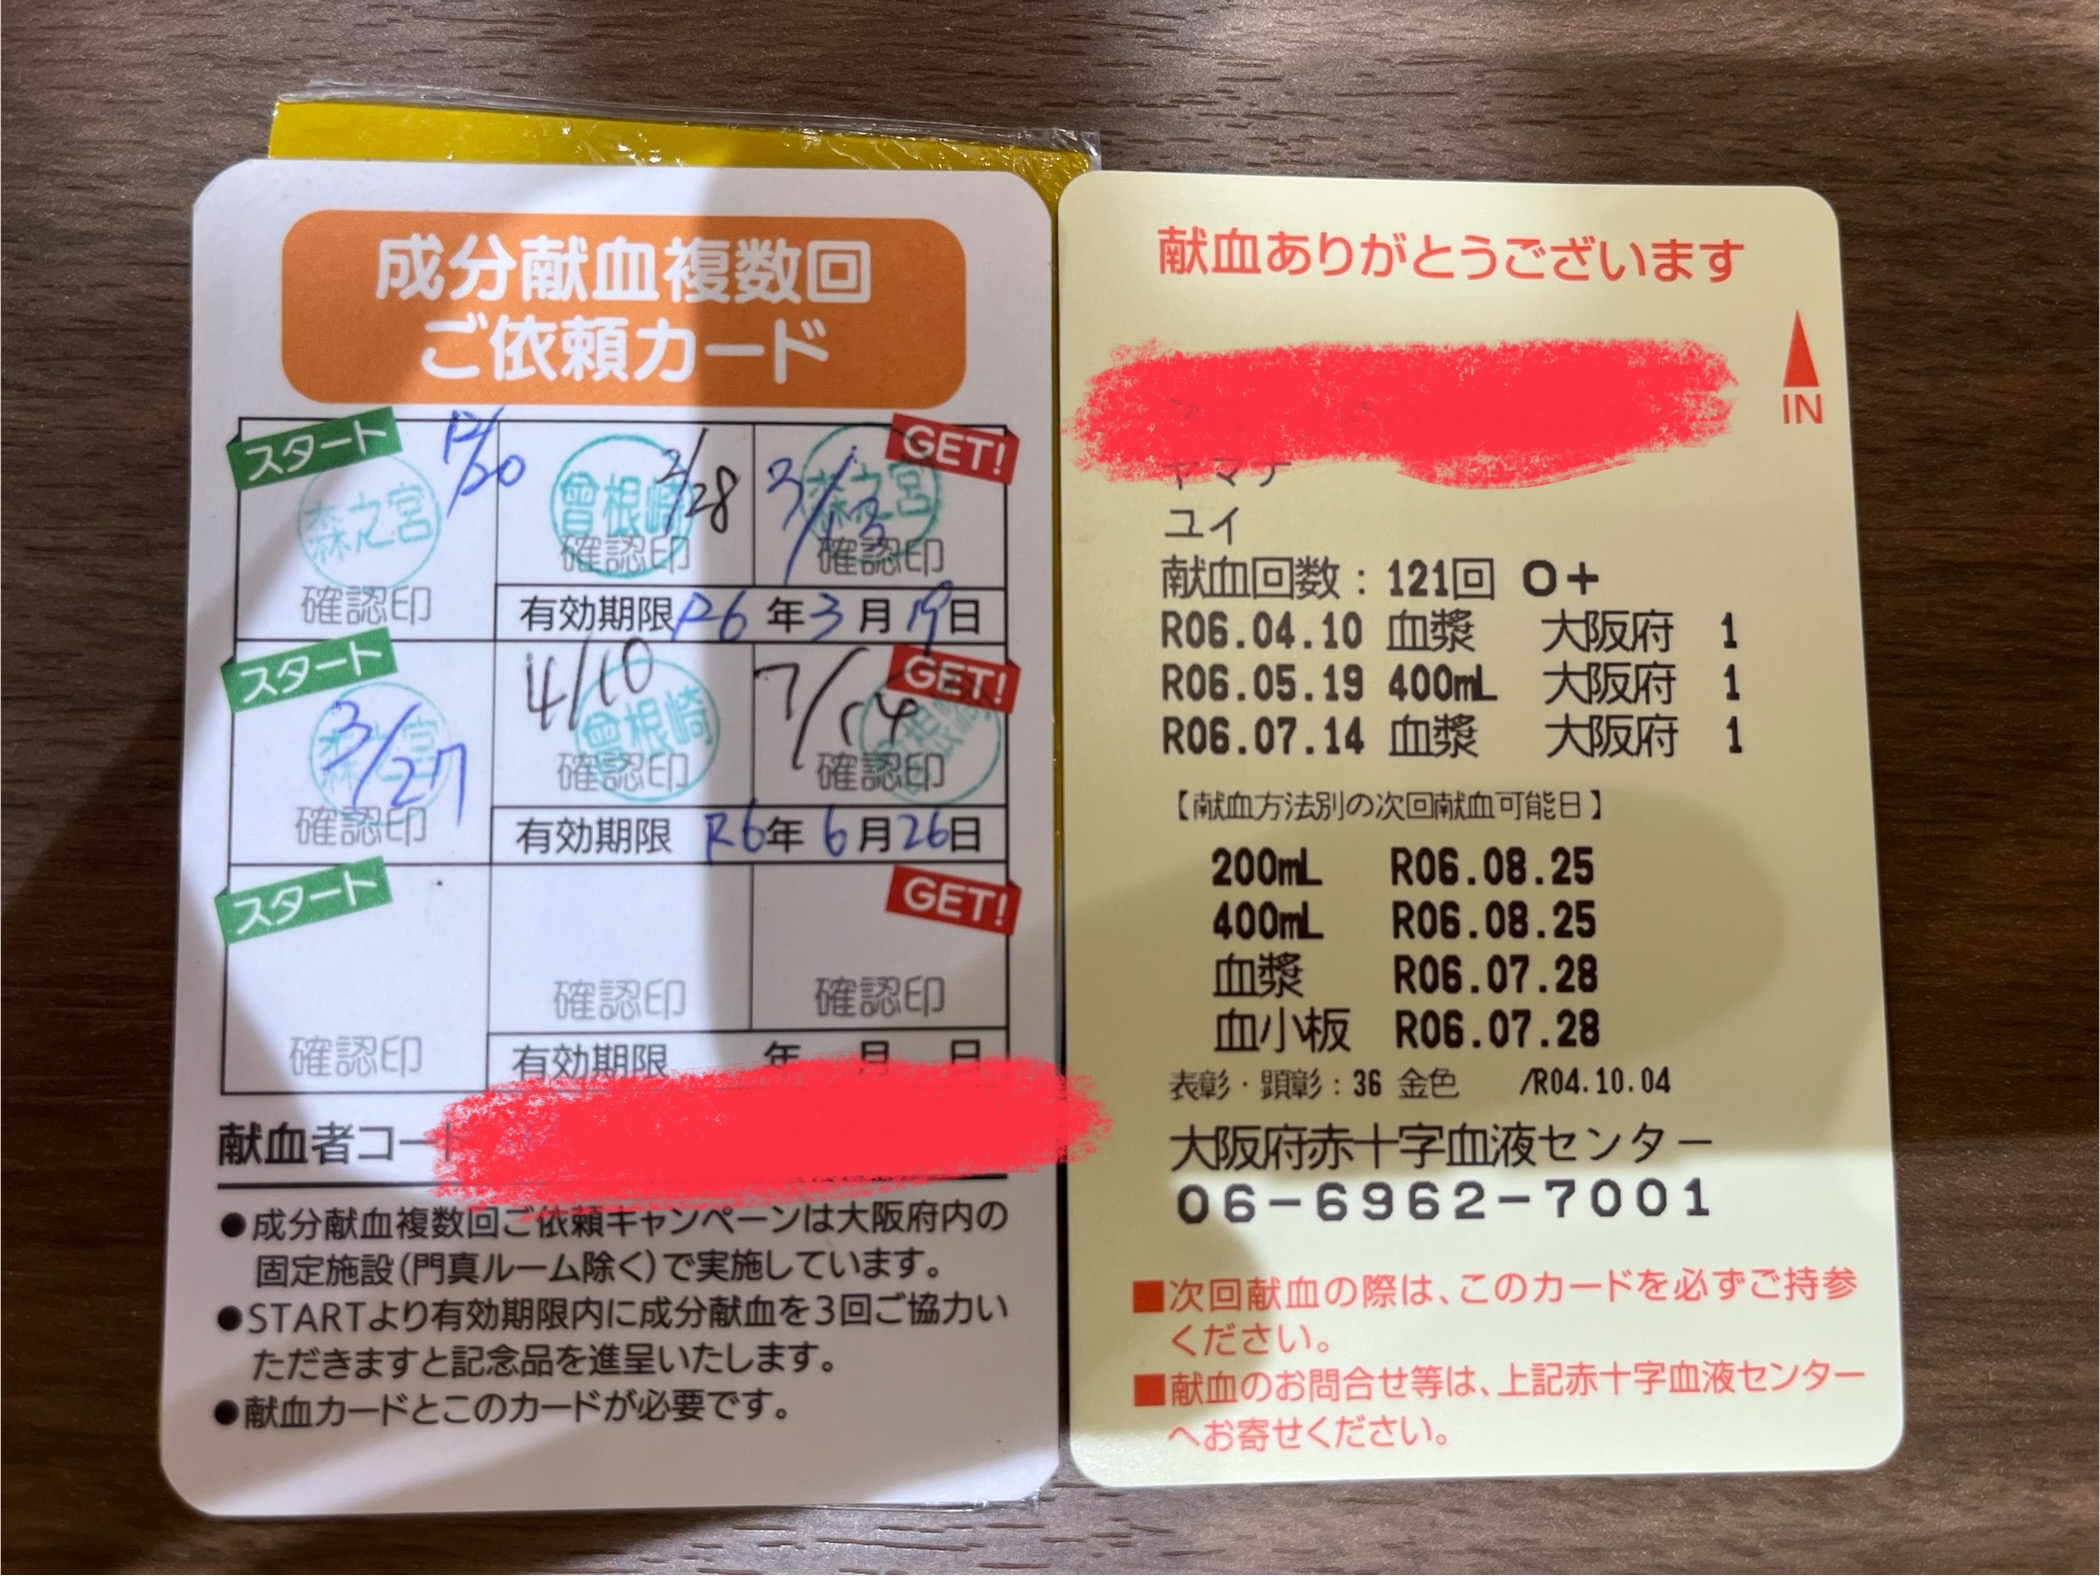 成分献血複数回
ご依頼カード
スタート
12/20
2/28
3/13
GET!
森之宮
曾根崎
森之宮
確認印
確認印
確認印
有効期限 R6年3月19日
スタート
3/27
4/10
7/14
GET!
森之宮
曾根崎
確認印
確認印
確認印
有効期限 R6年6月26日
スタート
GET!
確認印
確認印
確認印
有効期限 年 月 日
献血者コード
●成分献血複数回ご依頼キャンペーンは大阪府内の
固定施設(門真ルーム除く)で実施しています。
●STARTより有効期限内に成分献血を3回ご協力い
ただきますと記念品を進呈いたします。
●献血カードとこのカードが必要です。
献血ありがとうございます
IN
ユイ
献血回数:121回 O+
R06.04.10 血漿 大阪府 1
R06.05.19 400mL 大阪府 1
R06.07.14 血漿 大阪府 1
【献血方法別の次回献血可能日】
200mL R06.08.25
400mL R06.08.25
血漿 R06.07.28
血小板 R06.07.28
表彰・顕彰:36 金色 /R04.10.04
大阪府赤十字血液センター
06-6962-7001
■次回献血の際は、このカードを必ずご持参
ください。
■献血のお問合せ等は、上記赤十字血液センター
へお寄せください。